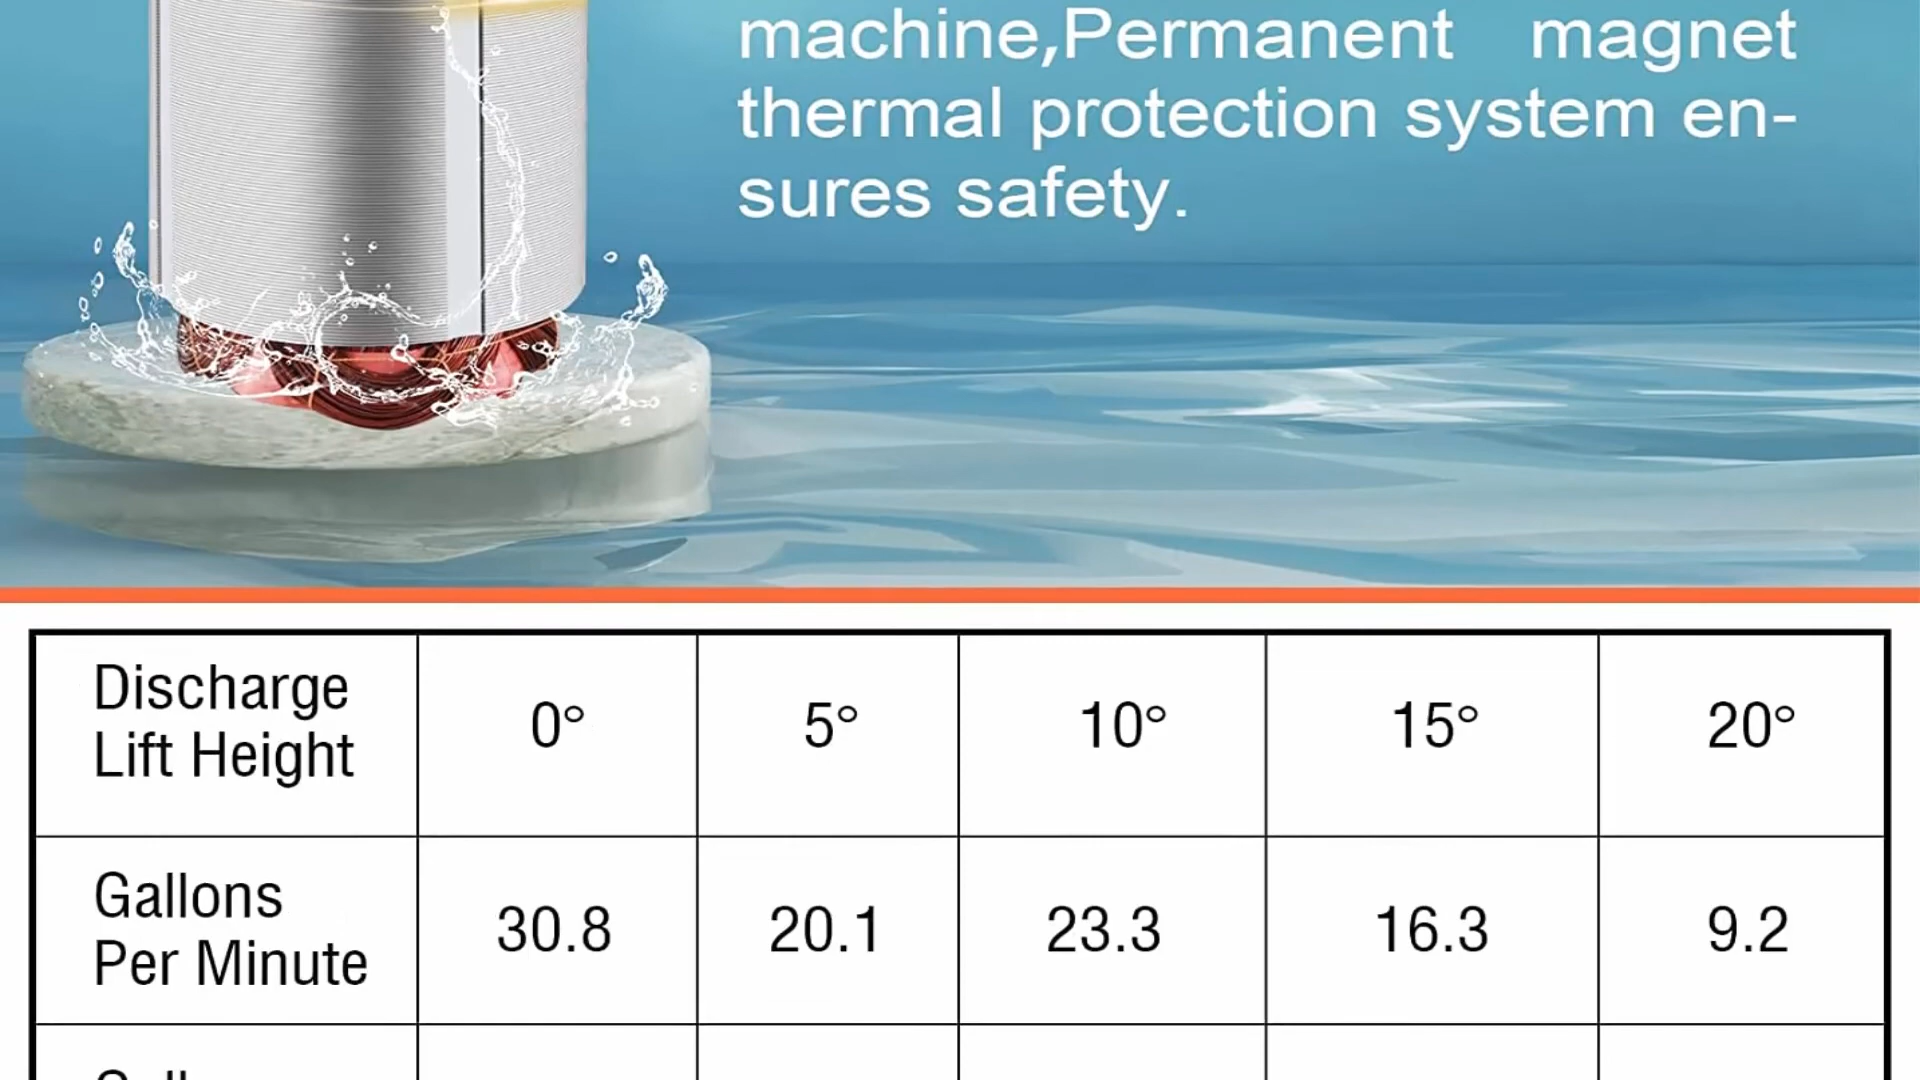 machine,Permanent magnet
thermal protection system en-
sures safety.
Discharge
Lift Height
0° 5° 10° 15° 20°
Gallons
Per Minute
30.8 20.1 23.3 16.3 9.2